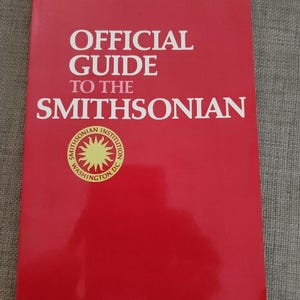 OFFICIAL
GUIDE
TO THE
SMITHSONIAN
SMITHSONIAN INSTITUTION
WASHINGTON, DC